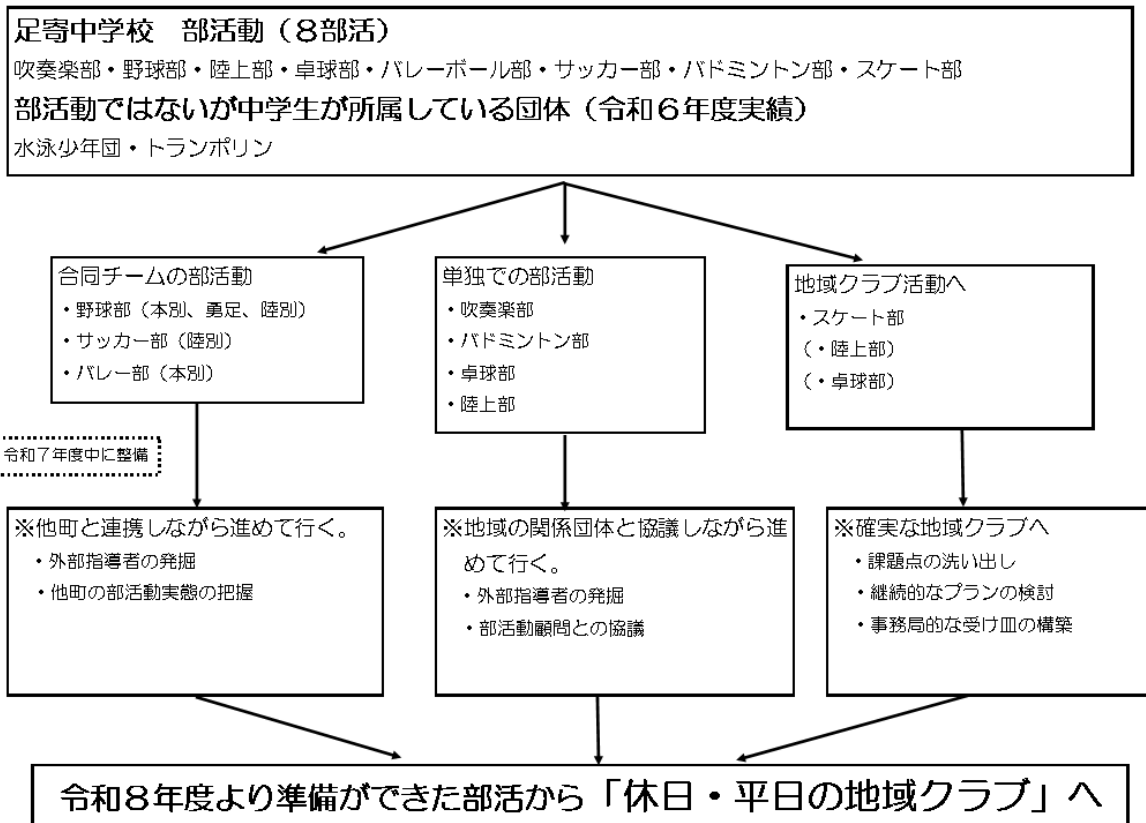 足寄中学校　部活動（８部活）
吹奏楽部・野球部・陸上部・卓球部・バレーボール部・サッカー部・バドミントン部・スケート部
部活動ではないが中学生が所属している団体（令和６年度実績）
水泳少年団・トランポリン
合同チームの部活動
・野球部（本別、勇足、陸別）
・サッカー部（陸別）
・バレー部（本別）
単独での部活動
・吹奏楽部
・バドミントン部
・卓球部
・陸上部
地域クラブ活動へ
・スケート部
（・陸上部）
（・卓球部）
令和７年度中に整備
※他町と連携しながら進めて行く。
・外部指導者の発掘
・他町の部活動実態の把握
※地域の関係団体と協議しながら進
めて行く。
・外部指導者の発掘
・部活動顧問との協議
※確実な地域クラブへ
・課題点の洗い出し
・継続的なプランの検討
・事務局的な受け皿の構築
令和８年度より準備ができた部活から「休日・平日の地域クラブ」へ